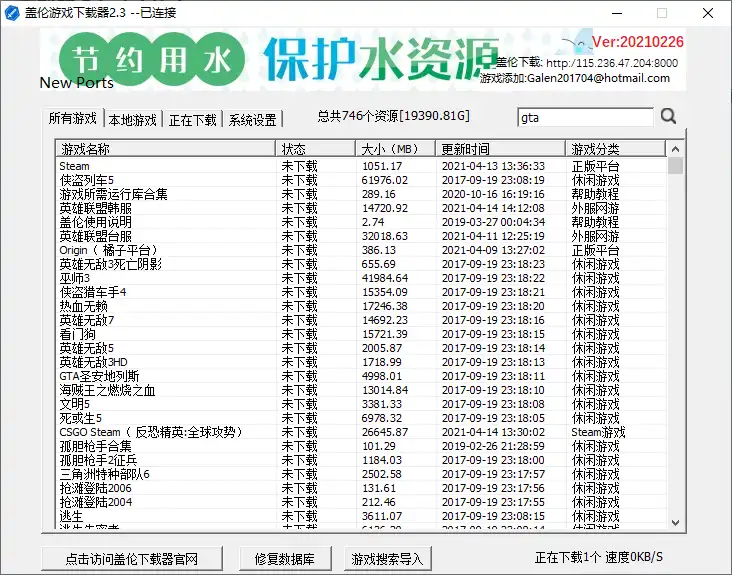 盖伦游戏下载器2.3 --已连接
节约用水 保护水资源
Ver:20210226
盖伦下载: http://115.236.47.204:8000
游戏添加:Galen201704@hotmail.com
New Ports
所有游戏 本地游戏 正在下载 系统设置 总共746个资源[19390.81G] gta
游戏名称 状态 大小（MB） 更新时间 游戏分类
Steam 未下载 1051.17 2021-04-13 13:36:33 正版平台
侠盗列车5 未下载 61976.02 2017-09-19 23:08:19 休闲游戏
游戏所需运行库合集 未下载 289.16 2020-10-16 16:19:16 帮助教程
英雄联盟韩服 未下载 14720.92 2021-04-14 14:12:08 外服网游
盖伦使用说明 未下载 2.74 2019-03-27 00:04:34 帮助教程
英雄联盟台服 未下载 32018.63 2021-04-11 12:25:19 外服网游
Origin（ 橘子平台） 未下载 386.13 2021-04-09 13:27:02 正版平台
英雄无敌3死亡阴影 未下载 655.69 2017-09-19 23:18:23 休闲游戏
巫师3 未下载 41984.64 2017-09-19 23:18:22 休闲游戏
侠盗猎车手4 未下载 15354.09 2017-09-19 23:18:21 休闲游戏
热血无赖 未下载 17246.38 2017-09-19 23:18:20 休闲游戏
英雄无敌7 未下载 14692.23 2017-09-19 23:18:16 休闲游戏
看门狗 未下载 15721.39 2017-09-19 23:18:15 休闲游戏
英雄无敌5 未下载 2005.87 2017-09-19 23:18:14 休闲游戏
英雄无敌3HD 未下载 1718.99 2017-09-19 23:18:13 休闲游戏
GTA圣安地列斯 未下载 4998.01 2017-09-19 23:18:11 休闲游戏
海贼王之燃烧之血 未下载 13014.84 2017-09-19 23:18:10 休闲游戏
文明5 未下载 3381.33 2017-09-19 23:18:08 休闲游戏
死或生5 未下载 6978.32 2017-09-19 23:18:05 休闲游戏
CSGO Steam（ 反恐精英:全球攻势） 未下载 26645.87 2021-04-14 13:30:02 Steam游戏
孤胆枪手合集 未下载 101.29 2019-02-26 21:28:59 休闲游戏
孤胆枪手2征兵 未下载 1184.03 2017-09-19 23:18:00 休闲游戏
三角洲特种部队6 未下载 2502.58 2017-09-19 23:17:57 休闲游戏
抢滩登陆2006 未下载 131.61 2017-09-19 23:17:56 休闲游戏
抢滩登陆2004 未下载 212.46 2017-09-19 23:17:55 休闲游戏
逃生 未下载 3611.07 2017-09-19 23:08:15 休闲游戏
点击访问盖伦下载器官网 修复数据库 游戏搜索导入 正在下载1个 速度0KB/S